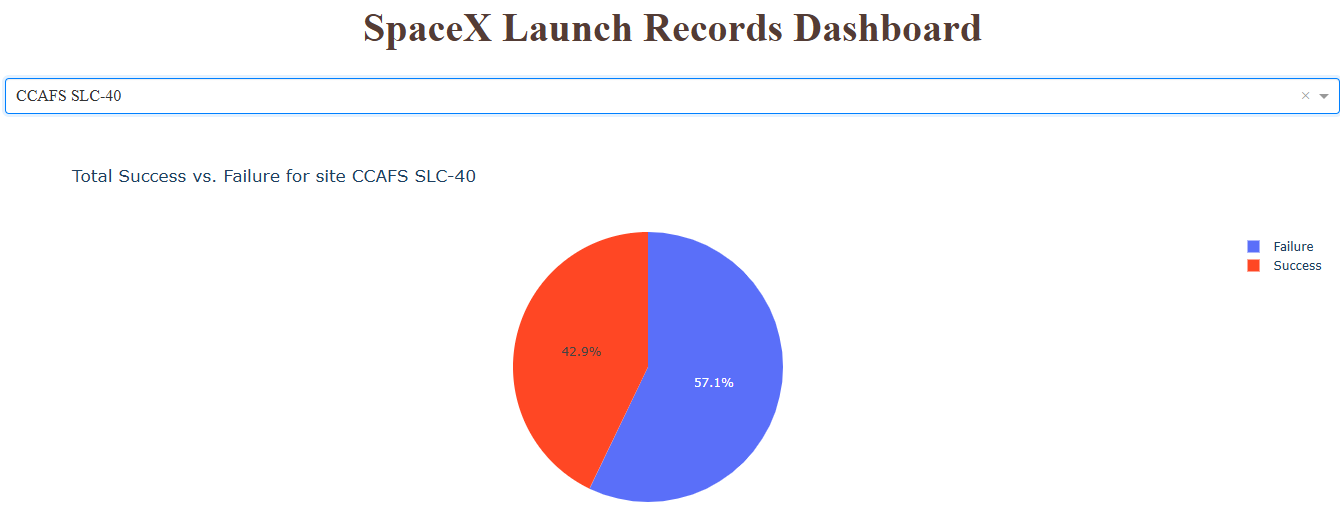 SpaceX Launch Records Dashboard
CCAFS SLC-40
Total Success vs. Failure for site CCAFS SLC-40
Failure
Success
42.9%
57.1%